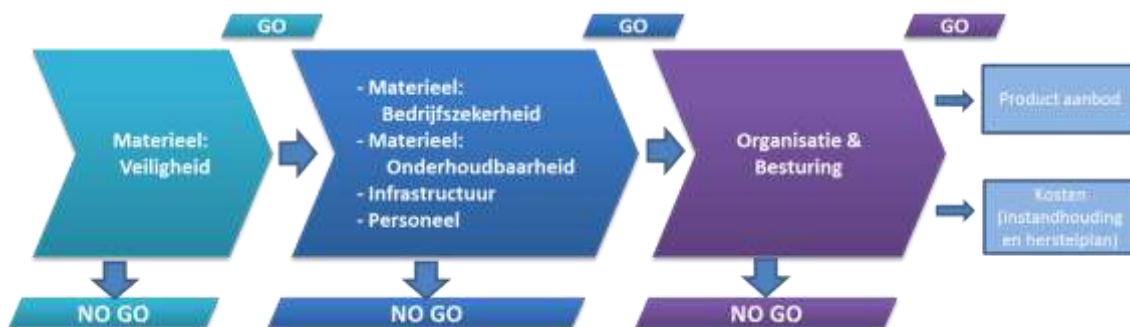 GO
GO
GO
Materieel:
Veiligheid
- Materieel:
Bedrijfszekerheid
- Materieel:
Onderhoudbaarheid
- Infrastructuur
- Personeel
Organisatie &
Besturing
Product aanbod
Kosten
(instandhouding
en herstelplan)
NO GO
NO GO
NO GO